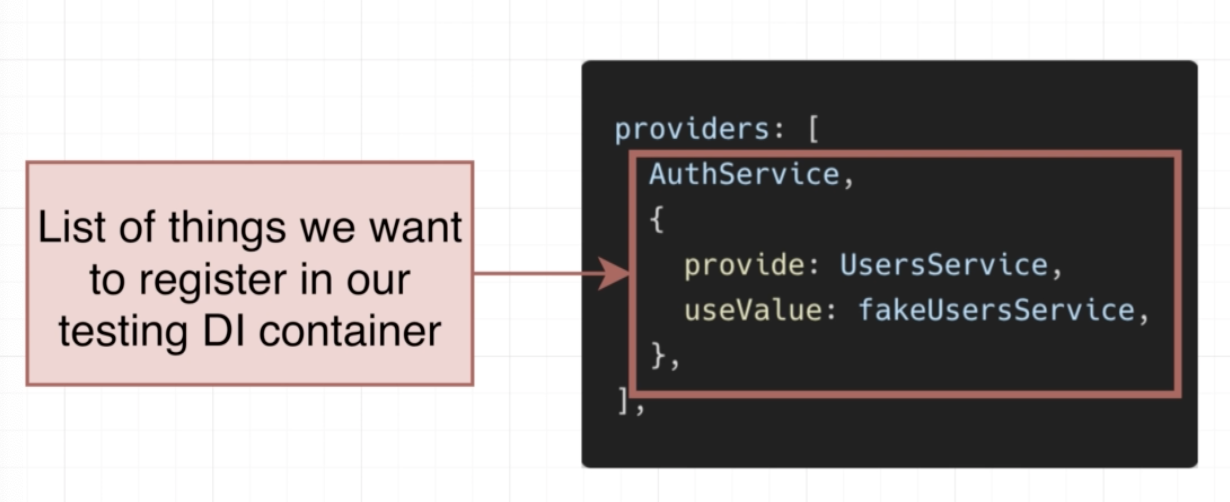 List of things we want
to register in our
testing DI container
providers: [
AuthService,
{
provide: UsersService,
useValue: fakeUsersService,
},
],